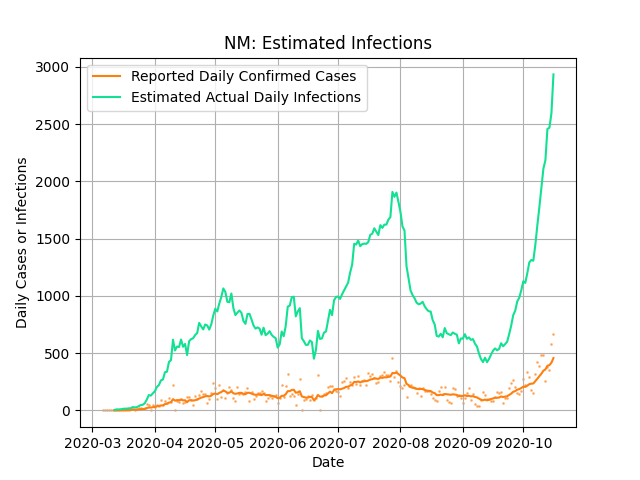 NM: Estimated Infections
Reported Daily Confirmed Cases
Estimated Actual Daily Infections
Daily Cases or Infections
3000
2500
2000
1500
1000
500
0
2020-03 2020-04 2020-05 2020-06 2020-07 2020-08 2020-09 2020-10
Date